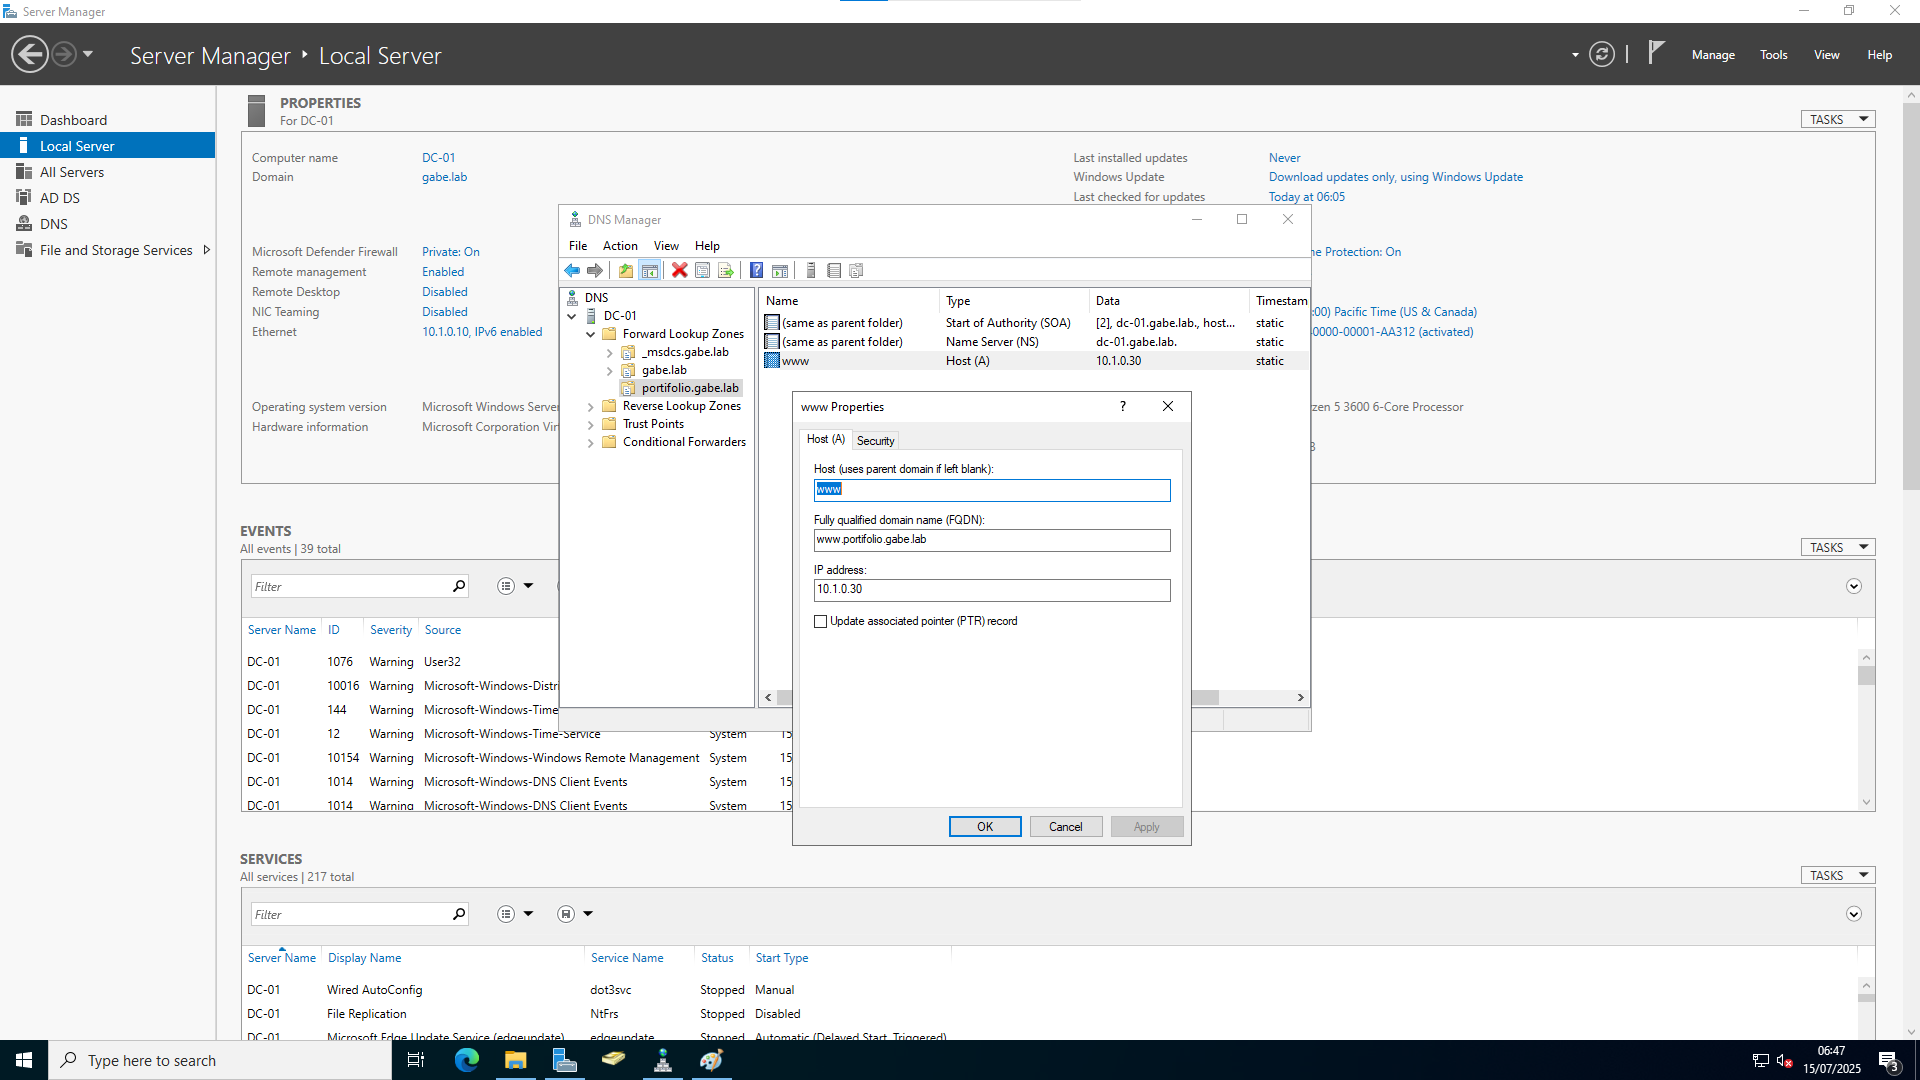 Server Manager
Server Manager ‣ Local Server
Manage Tools View Help
Dashboard
Local Server
All Servers
AD DS
DNS
File and Storage Services
PROPERTIES
For DC-01
TASKS
Computer name DC-01
Domain gabe.lab
Last installed updates Never
Windows Update Download updates only, using Windows Update
Last checked for updates Today at 06:05
Microsoft Defender Firewall Private: On
Remote management Enabled
Remote Desktop Disabled
NIC Teaming Disabled
Ethernet 10.1.0.10, IPv6 enabled
Protection: On
:00) Pacific Time (US & Canada)
0000-00001-AA312 (activated)
Operating system version Microsoft Windows
Hardware information Microsoft Corporation
5 3600 6-Core Processor
DNS Manager
File Action View Help
DNS
DC-01
Forward Lookup Zones
_msdcs.gabe.lab
gabe.lab
portifolio.gabe.lab
Reverse Lookup Zones
Trust Points
Conditional Forwarders
Name Type Data Timestam
(same as parent folder) Start of Authority (SOA) [2], dc-01.gabe.lab., host... static
(same as parent folder) Name Server (NS) dc-01.gabe.lab. static
www Host (A) 10.1.0.30 static
www Properties
?
Host (A) Security
Host (uses parent domain if left blank):
www
Fully qualified domain name (FQDN):
www.portifolio.gabe.lab
IP address:
10.1.0.30
Update associated pointer (PTR) record
OK Cancel Apply
EVENTS
All events | 39 total
TASKS
Filter
Server Name ID Severity Source
DC-01 1076 Warning User32
DC-01 10016 Warning Microsoft-Windows-Distri
DC-01 144 Warning Microsoft-Windows-Time
DC-01 12 Warning Microsoft-Windows-Time-Service System 15
DC-01 10154 Warning Microsoft-Windows-Windows Remote Management System 15
DC-01 1014 Warning Microsoft-Windows-DNS Client Events System 15
DC-01 1014 Warning Microsoft-Windows-DNS Client Events System 15
SERVICES
All services | 217 total
TASKS
Filter
Server Name Display Name Service Name Status Start Type
DC-01 Wired AutoConfig dot3svc Stopped Manual
DC-01 File Replication NtFrs Stopped Disabled
DC-01 Microsoft Edge Update Service (edgeupdate) edgeupdate Stopped Automatic (Delayed Start, Triggered)
Type here to search
06:47
15/07/2025
3